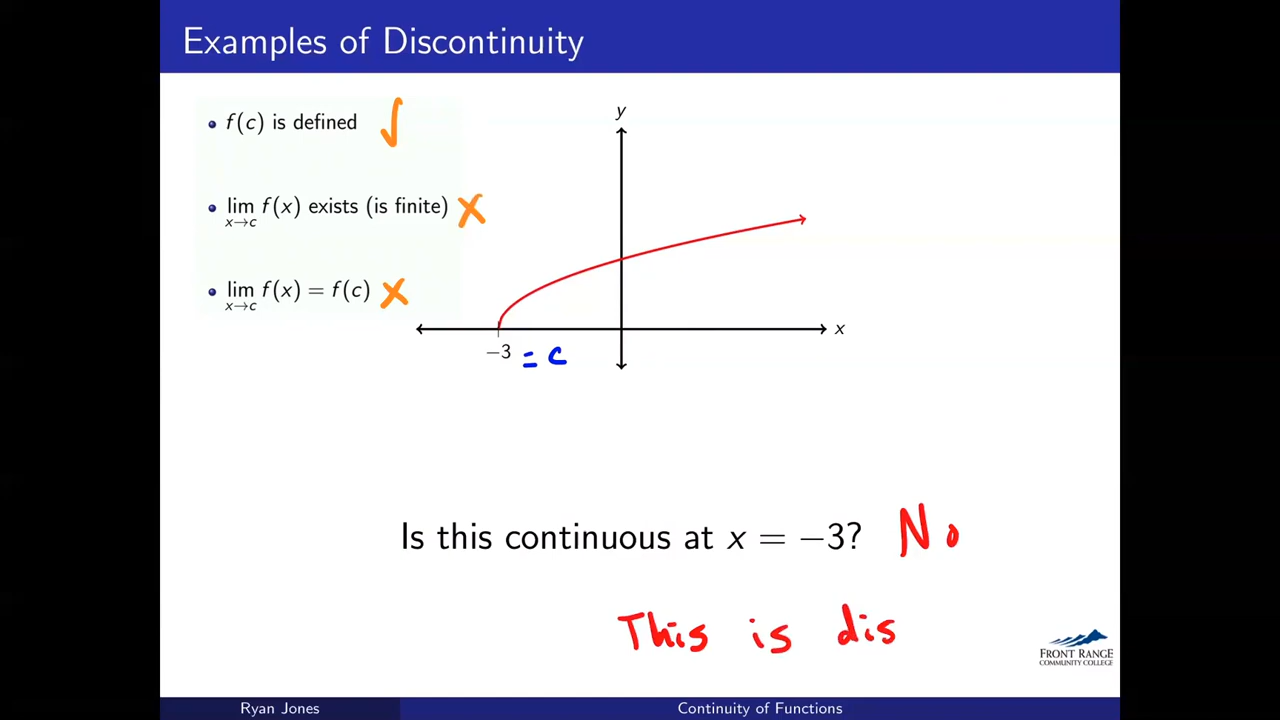 Examples of Discontinuity
• f(c) is defined √
• lim x→c f(x) exists (is finite) X
• lim x→c f(x) = f(c) X
y
x
−3 = c
Is this continuous at x = −3? No
This is dis
FRONT RANGE
COMMUNITY COLLEGE
Ryan Jones Continuity of Functions